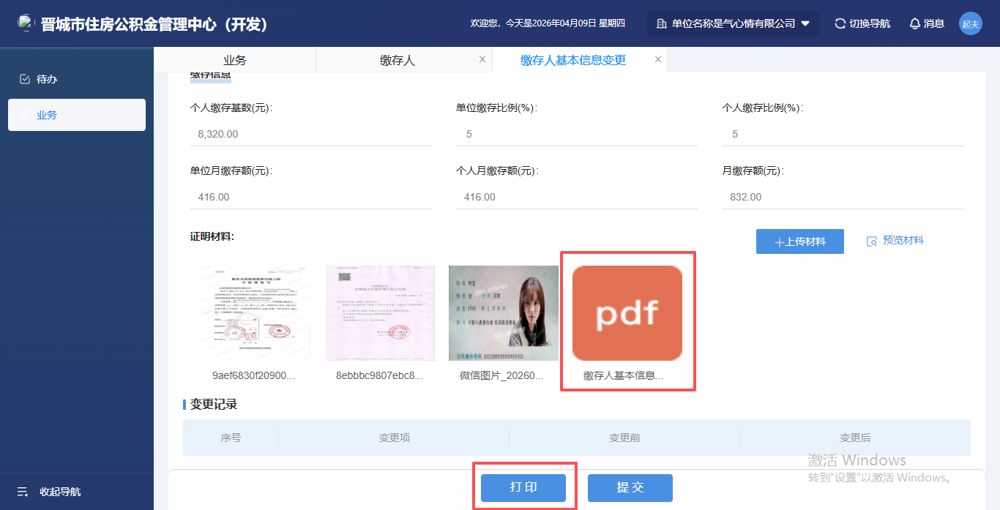 晋城市住房公积金管理中心（开发）
欢迎您，今天是2026年04月09日 星期四
单位名称是气心情有限公司
切换导航
消息
起夫
待办
业务
收起导航
业务
缴存人
缴存人基本信息变更
缴存信息
个人缴存基数(元)：
单位缴存比例(%)：
个人缴存比例(%)：
8,320.00
5
5
单位月缴存额(元)：
个人月缴存额(元)：
月缴存额(元)：
416.00
416.00
832.00
证明材料：
上传材料
预览材料
pdf
9aef6830f20900...
8ebbbc9807ebc8...
微信图片_20260...
缴存人基本信息...
变更记录
序号
变更项
变更前
变更后
打 印
提 交
激活 Windows
转到"设置"以激活 Windows。